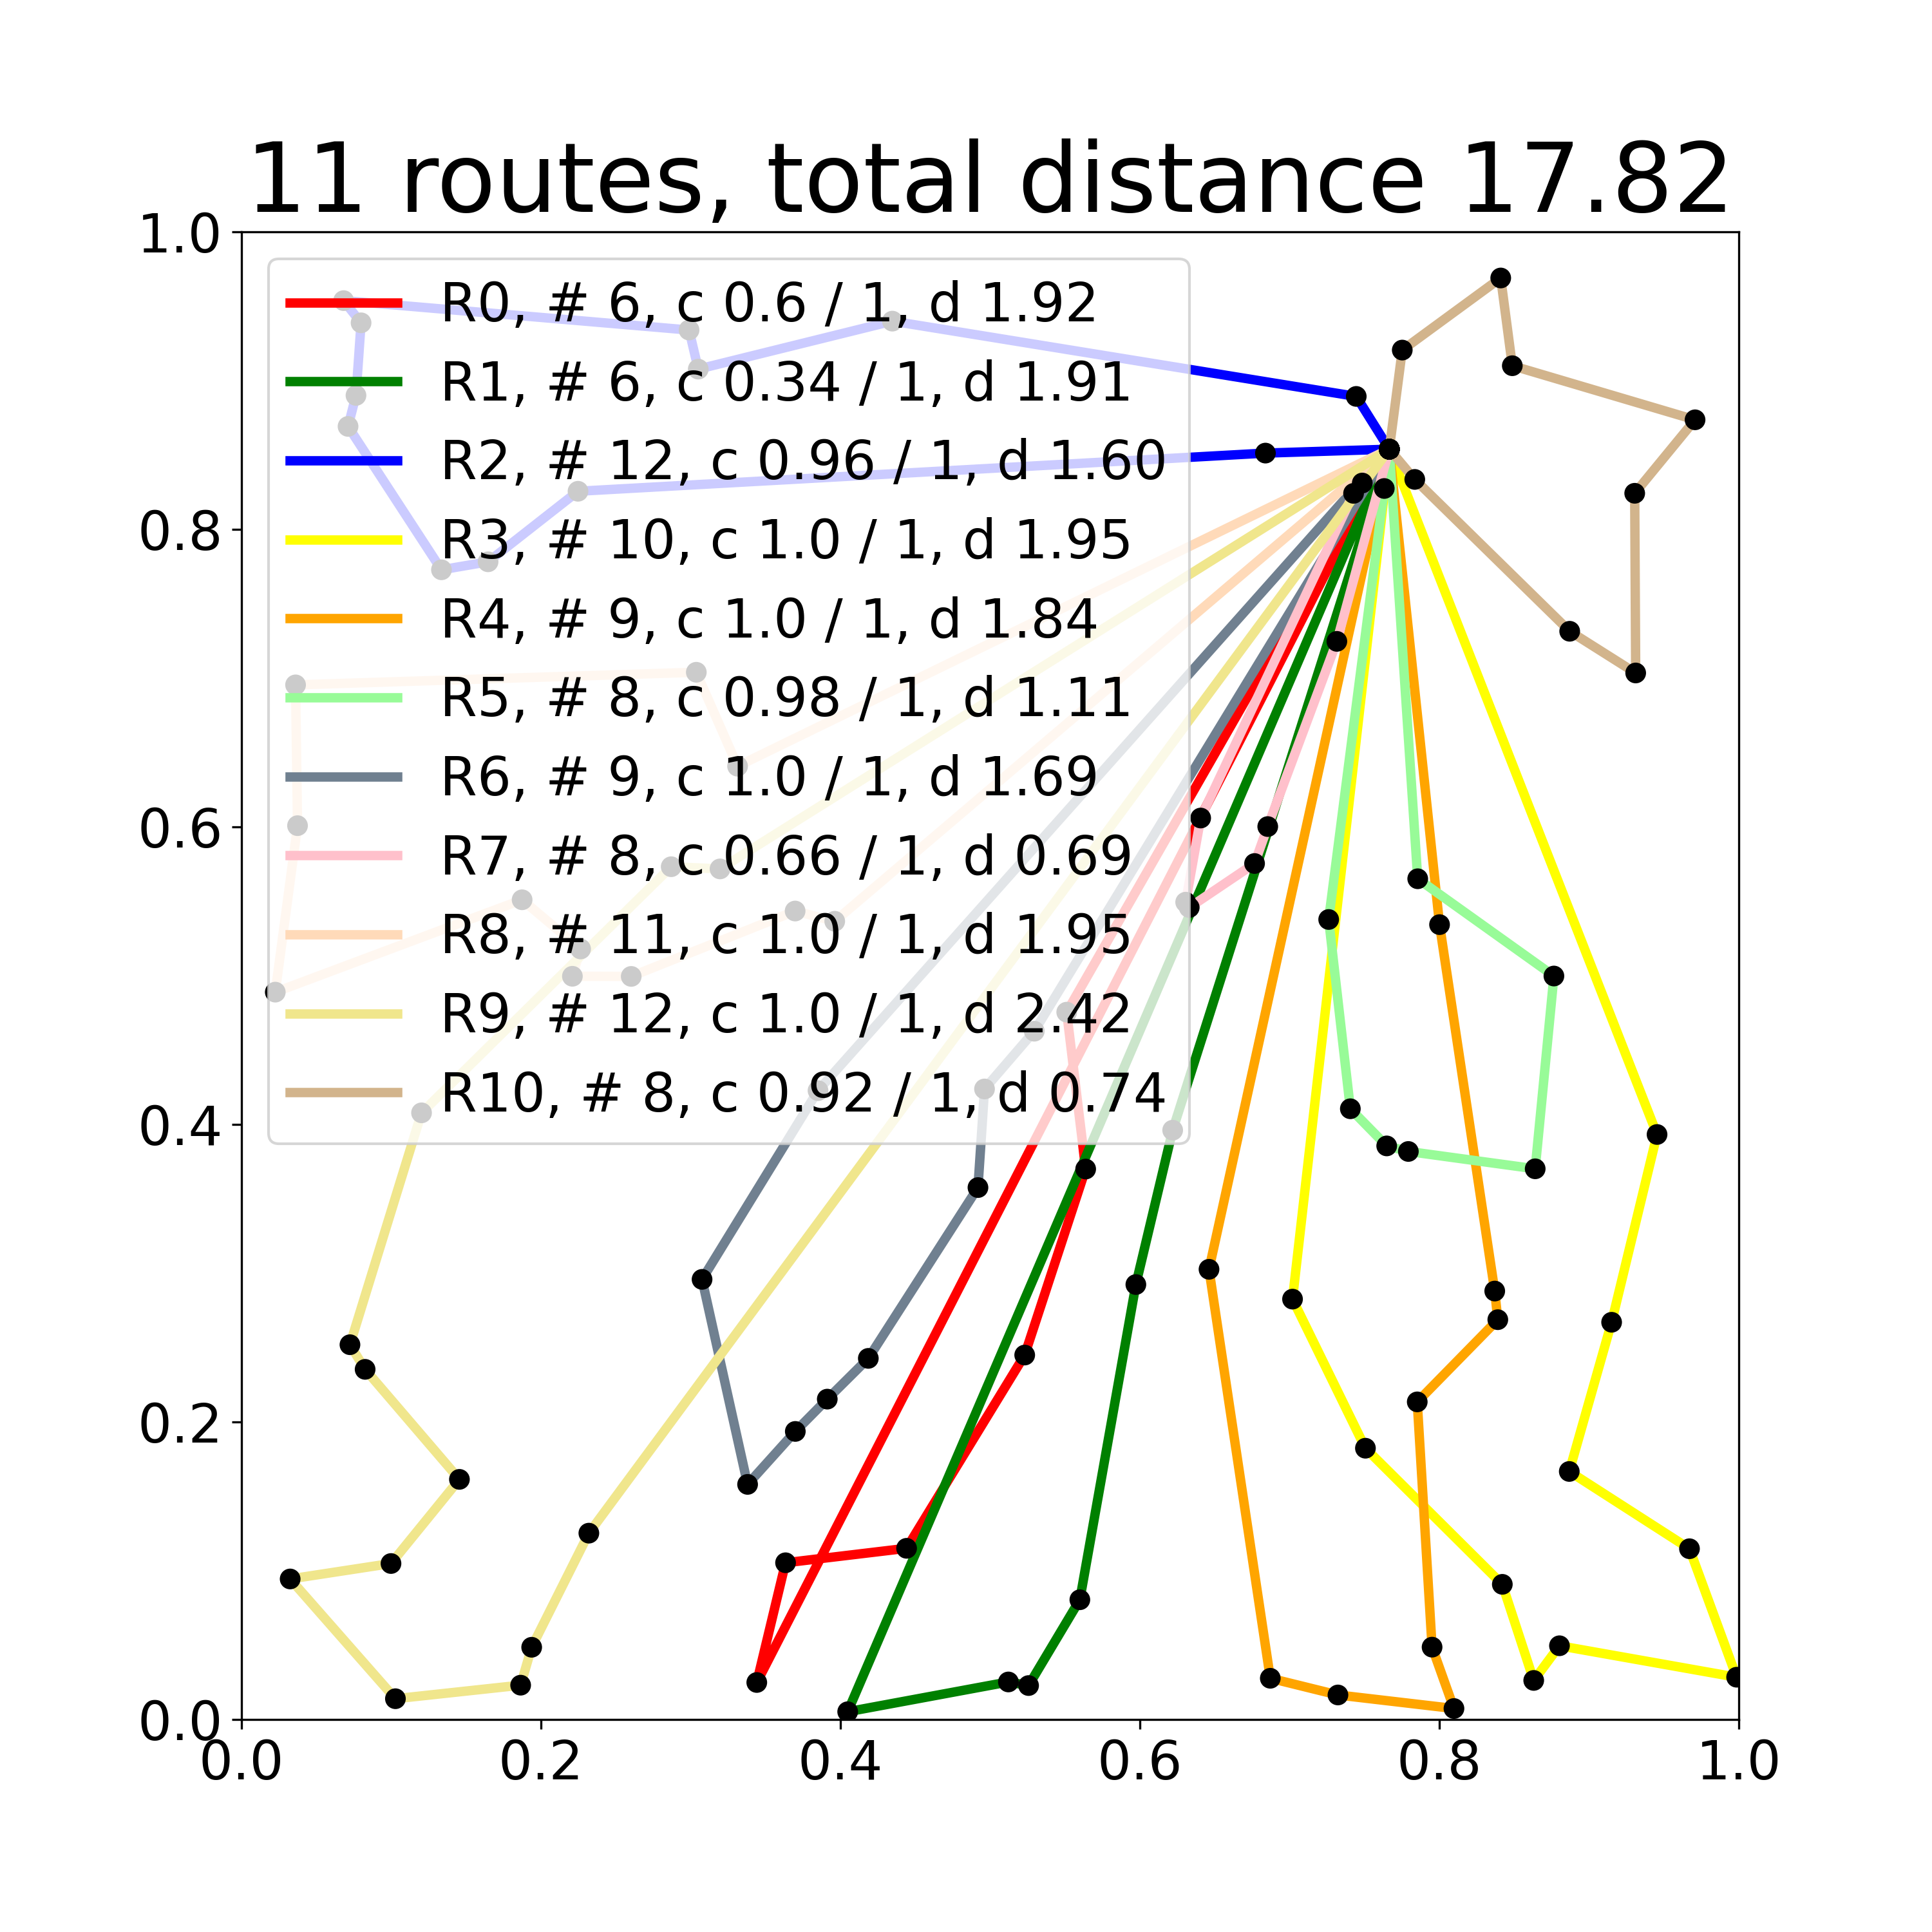 11 routes, total distance 17.82
1.0
0.8
0.6
0.4
0.2
0.0
R0, # 6, c 0.6 / 1, d 1.92
R1, # 6, c 0.34 / 1, d 1.91
R2, # 12, c 0.96 / 1, d 1.60
R3, # 10, c 1.0 / 1, d 1.95
R4, # 9, c 1.0 / 1, d 1.84
R5, # 8, c 0.98 / 1, d 1.11
R6, # 9, c 1.0 / 1, d 1.69
R7, # 8, c 0.66 / 1, d 0.69
R8, # 11, c 1.0 / 1, d 1.95
R9, # 12, c 1.0 / 1, d 2.42
R10, # 8, c 0.92 / 1, d 0.74
0.0 0.2 0.4 0.6 0.8 1.0